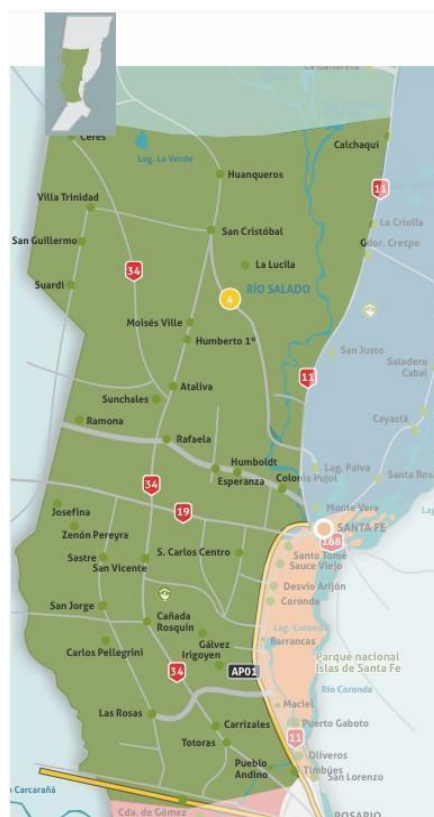 Ceres
Calchaquí
Lag. La Verde
Huanqueros
11
Villa Trinidad
La Criolla
San Cristóbal
San Guillermo
Gdor. Crespo
34
La Lucila
Suardi
RÍO SALADO
4
Moisés Ville
Humberto 1°
San Justo
Saladero
Cabal
11
Ataliva
Sunchales
Cayastá
Ramona
Rafaela
Humboldt
Lag. Paiva
Esperanza
Colonia Pujol
Santa Rosa
34
Josefina
19
Monte Vera
SANTA FE
Zenón Pereyra
168
Sastre
S. Carlos Centro
Santo Tomé
San Vicente
Sauce Viejo
Desvio Arijón
San Jorge
Coronda
Cañada
Rosquín
Lag. Coronda
Gálvez
Barrancas
Carlos Pellegrini
Irigoyen
Parque nacional
Islas de Santa Fe
34
AP01
Río Coronda
Maciel
Las Rosas
Carrizales
Puerto Gaboto
11
Totoras
Oliveros
Pueblo
Andino
Timbúes
San Lorenzo
Carcarañá
Cda. de Gómez
ROSARIO